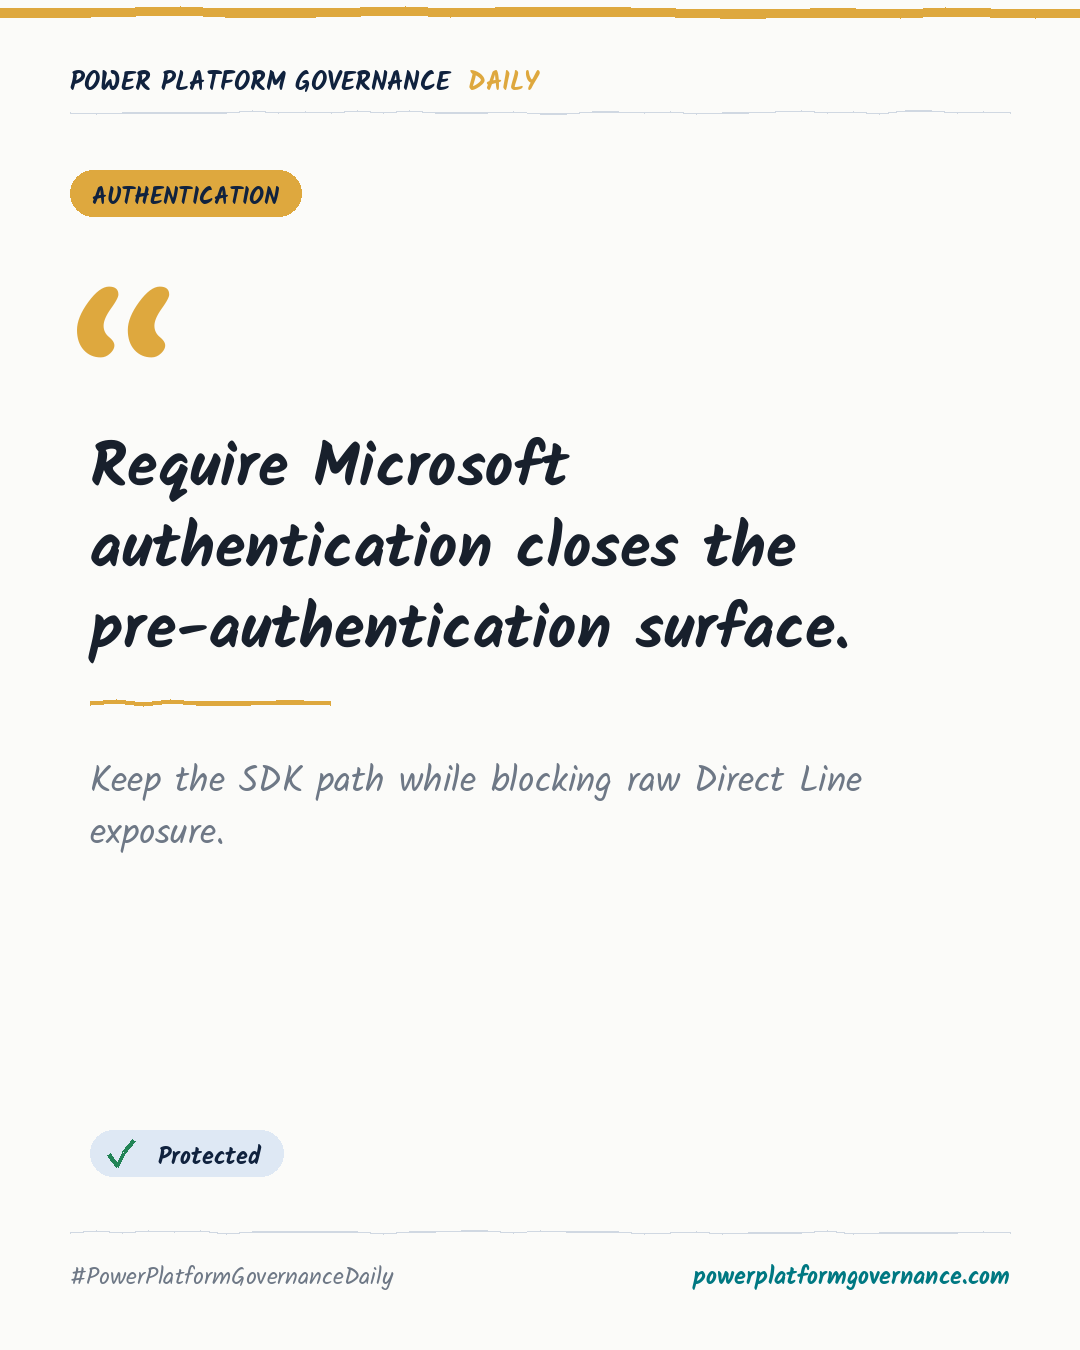 POWER PLATFORM GOVERNANCE DAILY
AUTHENTICATION
“
Require Microsoft
authentication closes the
pre-authentication surface.
Keep the SDK path while blocking raw Direct Line
exposure.
✓ Protected
#PowerPlatformGovernanceDaily
powerplatformgovernance.com